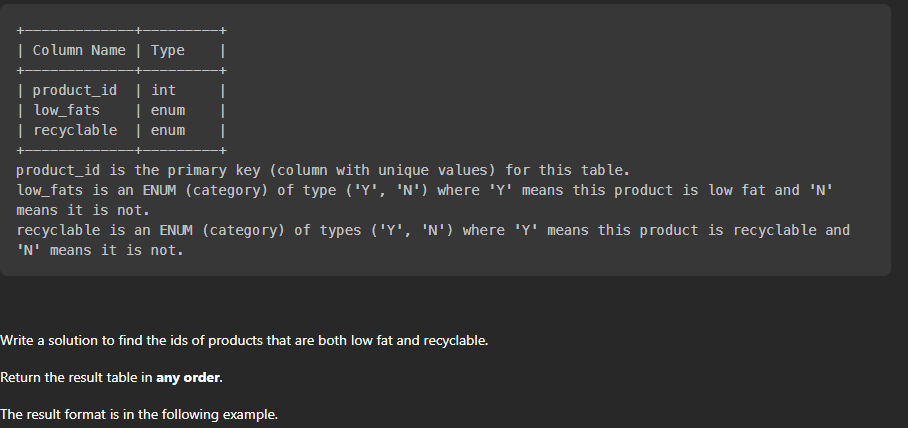 +-------------+---------+
| Column Name | Type    |
+-------------+---------+
| product_id  | int     |
| low_fats    | enum    |
| recyclable  | enum    |
+-------------+---------+
product_id is the primary key (column with unique values) for this table.
low_fats is an ENUM (category) of type ('Y', 'N') where 'Y' means this product is low fat and 'N'
means it is not.
recyclable is an ENUM (category) of types ('Y', 'N') where 'Y' means this product is recyclable and
'N' means it is not.
Write a solution to find the ids of products that are both low fat and recyclable.
Return the result table in any order.
The result format is in the following example.